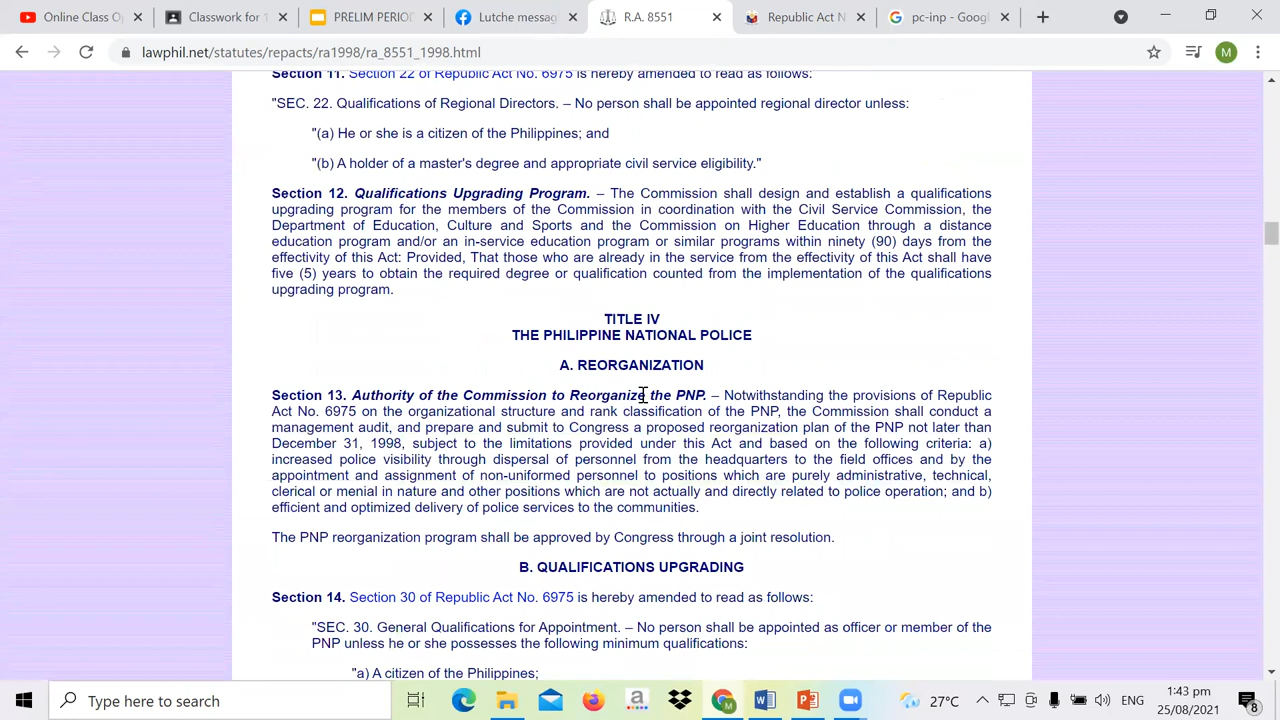 Online Class O
Classwork for
PRELIM PERIO
Lutche messag
R.A. 8551
Republic Act N
pc-inp - Googl
lawphil.net/statutes/repacts/ra1998/ra_8551_1998.html
M
Section 11. Section 22 of Republic Act No. 6975 is hereby amended to read as follows:
"SEC. 22. Qualifications of Regional Directors. – No person shall be appointed regional director unless:
"(a) He or she is a citizen of the Philippines; and
"(b) A holder of a master's degree and appropriate civil service eligibility."
Section 12. Qualifications Upgrading Program. – The Commission shall design and establish a qualifications
upgrading program for the members of the Commission in coordination with the Civil Service Commission, the
Department of Education, Culture and Sports and the Commission on Higher Education through a distance
education program and/or an in-service education program or similar programs within ninety (90) days from the
effectivity of this Act: Provided, That those who are already in the service from the effectivity of this Act shall have
five (5) years to obtain the required degree or qualification counted from the implementation of the qualifications
upgrading program.
TITLE IV
THE PHILIPPINE NATIONAL POLICE
A. REORGANIZATION
Section 13. Authority of the Commission to Reorganize the PNP. – Notwithstanding the provisions of Republic
Act No. 6975 on the organizational structure and rank classification of the PNP, the Commission shall conduct a
management audit, and prepare and submit to Congress a proposed reorganization plan of the PNP not later than
December 31, 1998, subject to the limitations provided under this Act and based on the following criteria: a)
increased police visibility through dispersal of personnel from the headquarters to the field offices and by the
appointment and assignment of non-uniformed personnel to positions which are purely administrative, technical,
clerical or menial in nature and other positions which are not actually and directly related to police operation; and b)
efficient and optimized delivery of police services to the communities.
The PNP reorganization program shall be approved by Congress through a joint resolution.
B. QUALIFICATIONS UPGRADING
Section 14. Section 30 of Republic Act No. 6975 is hereby amended to read as follows:
"SEC. 30. General Qualifications for Appointment. – No person shall be appointed as officer or member of the
PNP unless he or she possesses the following minimum qualifications:
"a) A citizen of the Philippines;
Type here to search
27°C
ENG
1:43 pm
25/08/2021
8